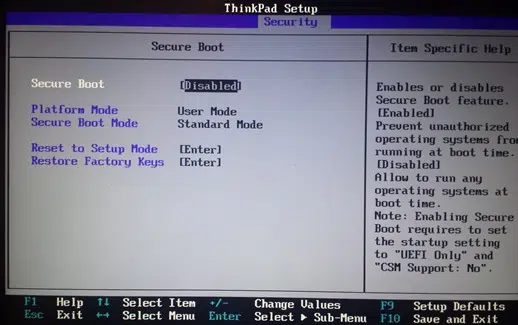 ThinkPad Setup
Security
Secure Boot
Item Specific Help
Secure Boot [Disabled]
Platform Mode User Mode
Secure Boot Mode Standard Mode
Reset to Setup Mode [Enter]
Restore Factory Keys [Enter]
Enables or disables
Secure Boot feature.
[Enabled]
Prevent unauthorized
operating systems from
running at boot time.
[Disabled]
Allow to run any
operating systems at
boot time.
Note: Enabling Secure
Boot requires to set
the startup setting
to "UEFI Only" and
"CSM Support: No".
F1 Help ↑↓ Select Item +/- Change Values F9 Setup Defaults
Esc Exit ↔ Select Menu Enter Select ▶ Sub-Menu F10 Save and Exit